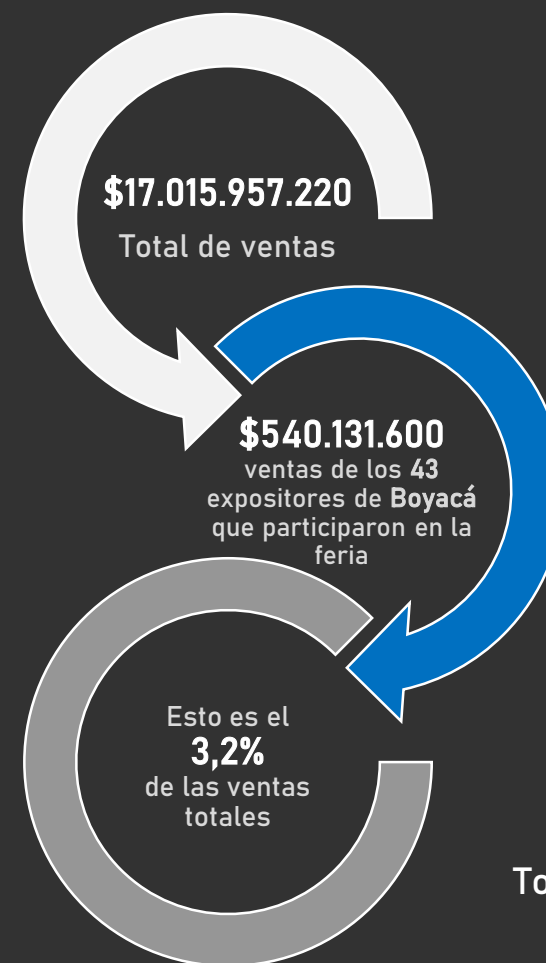 $17.015.957.220
Total de ventas
$540.131.600
ventas de los 43
expositores de Boyacá
que participaron en la
feria
Esto es el
3,2%
de las ventas
totales